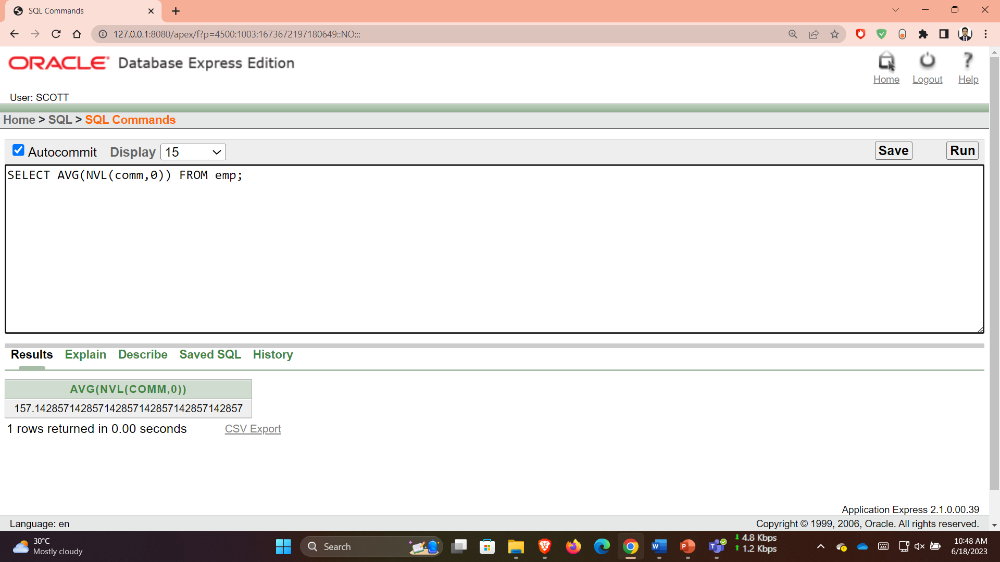 SQL Commands
127.0.0.1:8080/apex/f?p=4500:1003:1673672197180649::NO:::
ORACLE Database Express Edition
Home Logout Help
User: SCOTT
Home > SQL > SQL Commands
Autocommit Display 15 Save Run
SELECT AVG(NVL(comm,0)) FROM emp;
Results Explain Describe Saved SQL History
AVG(NVL(COMM,0))
157.142857142857142857142857142857142857
1 rows returned in 0.00 seconds CSV Export
Application Express 2.1.0.00.39
Language: en Copyright © 1999, 2006, Oracle. All rights reserved.
30°C
Mostly cloudy
Search
4.8 Kbps
1.2 Kbps
10:48 AM
6/18/2023